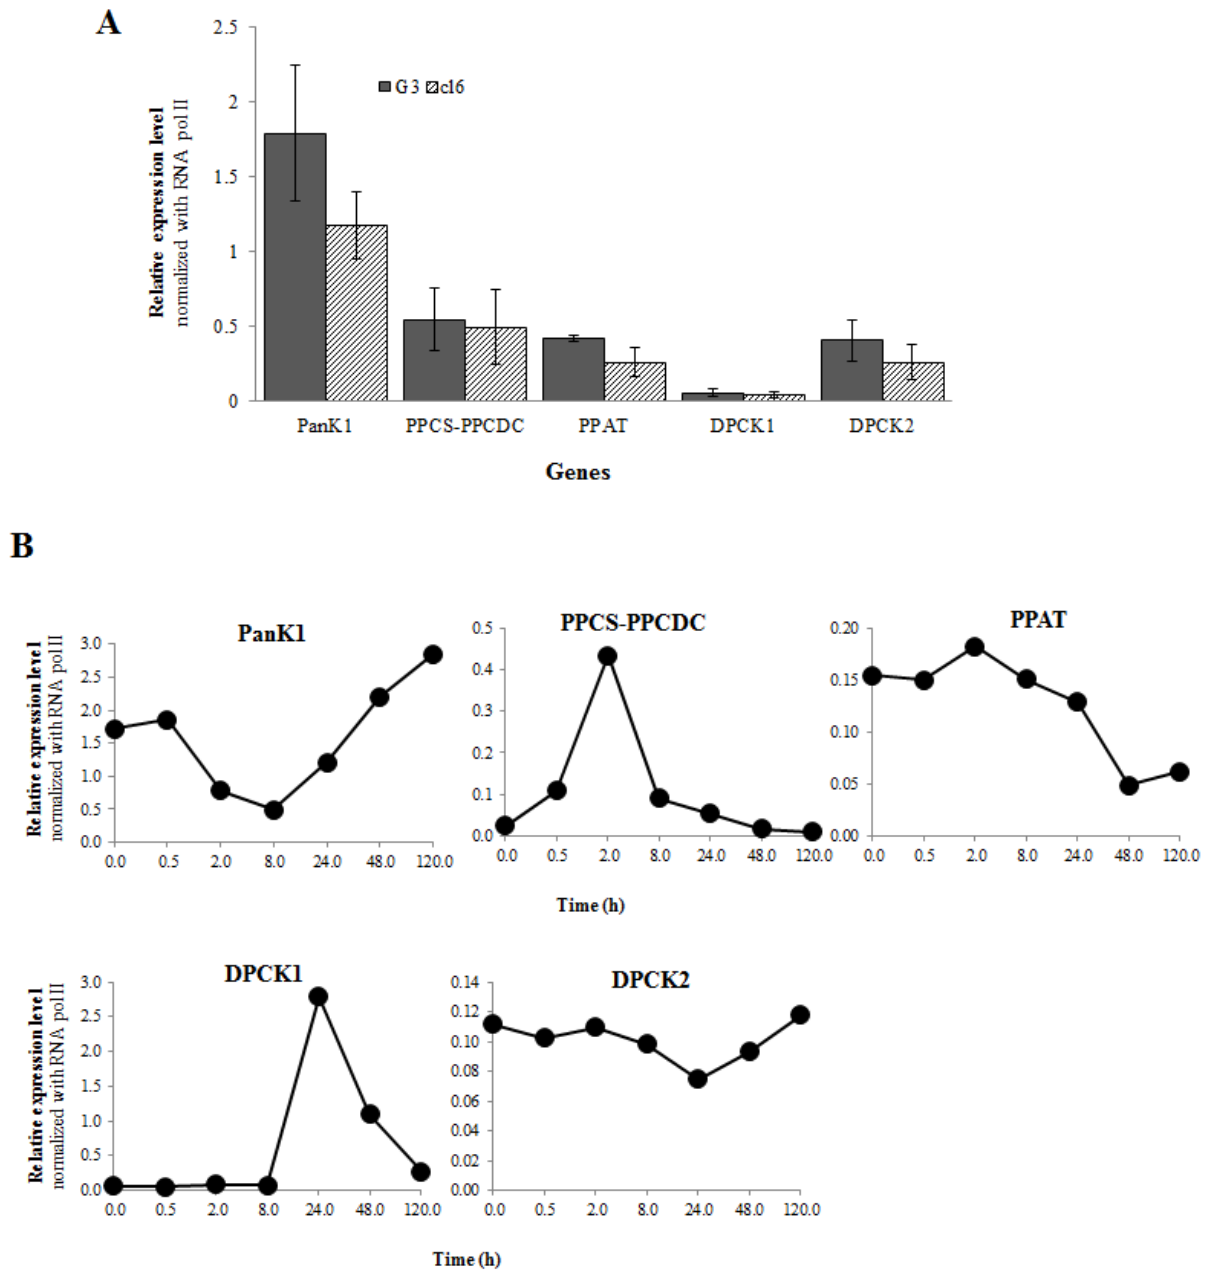 A
2.5
2
1.5
1
0.5
0
Relative expression level
normalized with RNA pol II
G3 c16
PanK1 PPCS-PPCDC PPAT DPCK1 DPCK2
Genes
B
PanK1
Relative expression level
normalized with RNA pol II
3.0
2.5
2.0
1.5
1.0
0.5
0.0
0.0 0.5 2.0 8.0 24.0 48.0 120.0
PPCS-PPCDC
0.5
0.4
0.3
0.2
0.1
0.0
0.0 0.5 2.0 8.0 24.0 48.0 120.0
PPAT
0.20
0.15
0.10
0.05
0.00
0.0 0.5 2.0 8.0 24.0 48.0 120.0
Time (h)
DPCK1
Relative expression level
normalized with RNA pol II
3.0
2.5
2.0
1.5
1.0
0.5
0.0
0.0 0.5 2.0 8.0 24.0 48.0 120.0
DPCK2
0.14
0.12
0.10
0.08
0.06
0.04
0.02
0.00
0.0 0.5 2.0 8.0 24.0 48.0 120.0
Time (h)